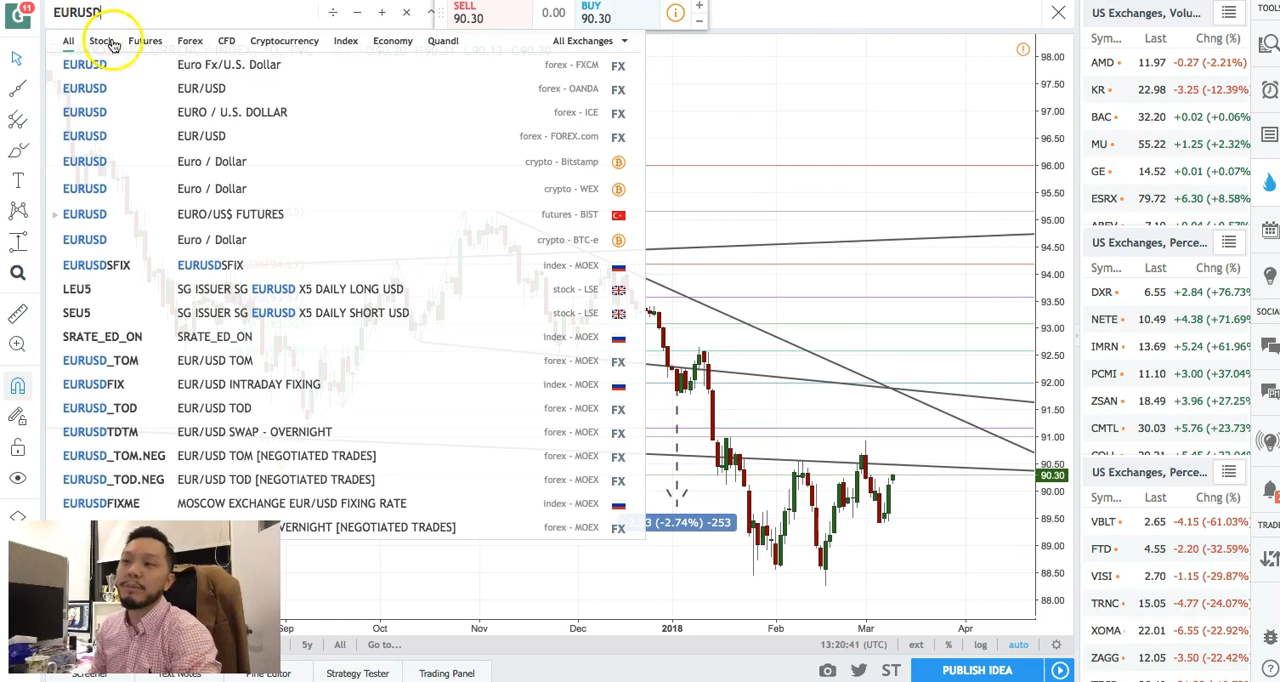 11
EURUSD
SELL
90.30
0.00
BUY
90.30
All
Stock
Futures
Forex
CFD
Cryptocurrency
Index
Economy
Quandl
All Exchanges
EURUSD Euro Fx/U.S. Dollar forex - FXCM FX
EURUSD EUR/USD forex - OANDA FX
EURUSD EURO / U.S. DOLLAR forex - ICE FX
EURUSD EUR/USD forex - FOREX.com FX
EURUSD Euro / Dollar crypto - Bitstamp
EURUSD Euro / Dollar crypto - WEX
EURUSD EURO/US$ FUTURES futures - BIST
EURUSD Euro / Dollar crypto - BTC-e
EURUSDSFIX EURUSDSFIX index - MOEX
LEU5 SG ISSUER SG EURUSD X5 DAILY LONG USD stock - LSE
SEU5 SG ISSUER SG EURUSD X5 DAILY SHORT USD stock - LSE
SRATE_ED_ON SRATE_ED_ON index - MOEX
EURUSD_TOM EUR/USD TOM forex - MOEX FX
EURUSDFIX EUR/USD INTRADAY FIXING index - MOEX
EURUSD_TOD EUR/USD TOD forex - MOEX FX
EURUSDTDTM EUR/USD SWAP - OVERNIGHT forex - MOEX FX
EURUSD_TOM.NEG EUR/USD TOM [NEGOTIATED TRADES] forex - MOEX FX
EURUSD_TOD.NEG EUR/USD TOD [NEGOTIATED TRADES] forex - MOEX FX
EURUSDFIXME MOSCOW EXCHANGE EUR/USD FIXING RATE index - MOEX
OVERNIGHT [NEGOTIATED TRADES] forex - MOEX FX
(-2.74%) -253
98.00
97.00
96.50
96.00
95.50
95.00
94.50
94.00
93.50
93.00
92.50
92.00
91.50
91.00
90.50
90.30
90.00
89.50
89.00
88.50
88.00
Sep
Oct
Nov
Dec
2018
Feb
Mar
Apr
5y
All
Go to...
13:20:41 (UTC)
ext
%
log
auto
Screener
Text Notes
Pine Editor
Strategy Tester
Trading Panel
ST
PUBLISH IDEA
US Exchanges, Volu...
Sym... Last Chng (%)
AMD 11.97 -0.27 (-2.21%)
KR 22.98 -3.25 (-12.39%)
BAC 32.20 +0.02 (+0.06%)
MU 55.22 +1.25 (+2.32%)
GE 14.52 +0.01 (+0.07%)
ESRX 79.72 +6.30 (+8.58%)
US Exchanges, Perce...
Sym... Last Chng (%)
DXR 6.55 +2.84 (+76.73%
NETE 10.49 +4.38 (+71.69%
IMRN 13.69 +5.24 (+61.96%
PCMI 11.10 +3.00 (+37.04%
ZSAN 18.49 +3.96 (+27.25%
CMTL 30.03 +5.76 (+23.73%
US Exchanges, Perce...
Sym... Last Chng (%)
VBLT 2.65 -4.15 (-61.03%)
FTD 4.55 -2.20 (-32.59%)
VISI 2.70 -1.15 (-29.87%)
TRNC 15.05 -4.77 (-24.07%)
XOMA 22.01 -6.55 (-22.92%)
ZAGG 12.05 -3.50 (-22.42%)
TOOLS
SOCIA
TRADE